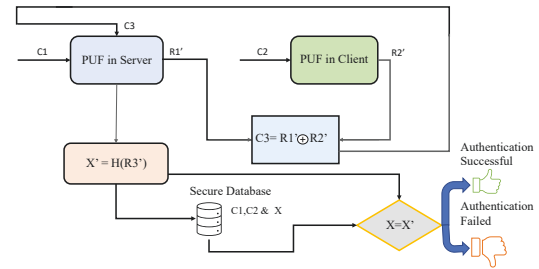 C3
C1
PUF in Server
R1’
C2
PUF in Client
R2’
C3= R1’⊕R2’
X’ = H(R3’)
Secure Database
C1,C2 & X
X=X’
Authentication
Successful
Authentication
Failed